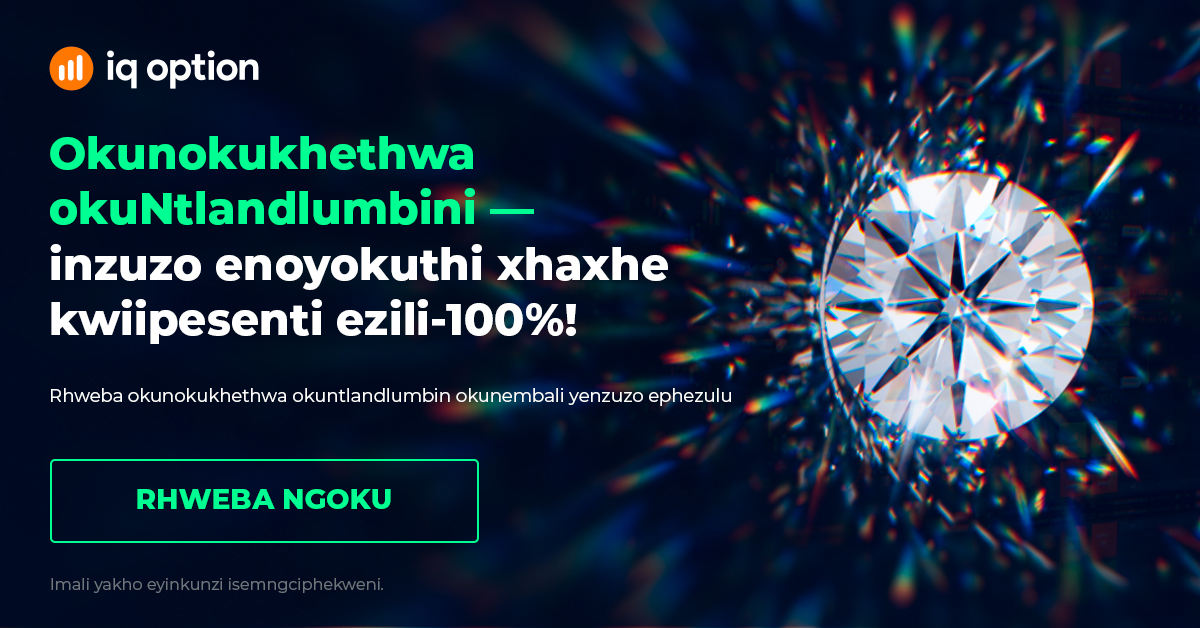 iq option
Okunokukhethwa
okuNtlandlumbini —
inzuzo enoyokuthi xhaxhe
kwiipesenti ezili-100%!
Rhweba okunokukhethwa okuntlandlumbin okunembali yenzuzo ephezulu
RHWEBA NGOKU
Imali yakho eyinkunzi isemngciphekweni.